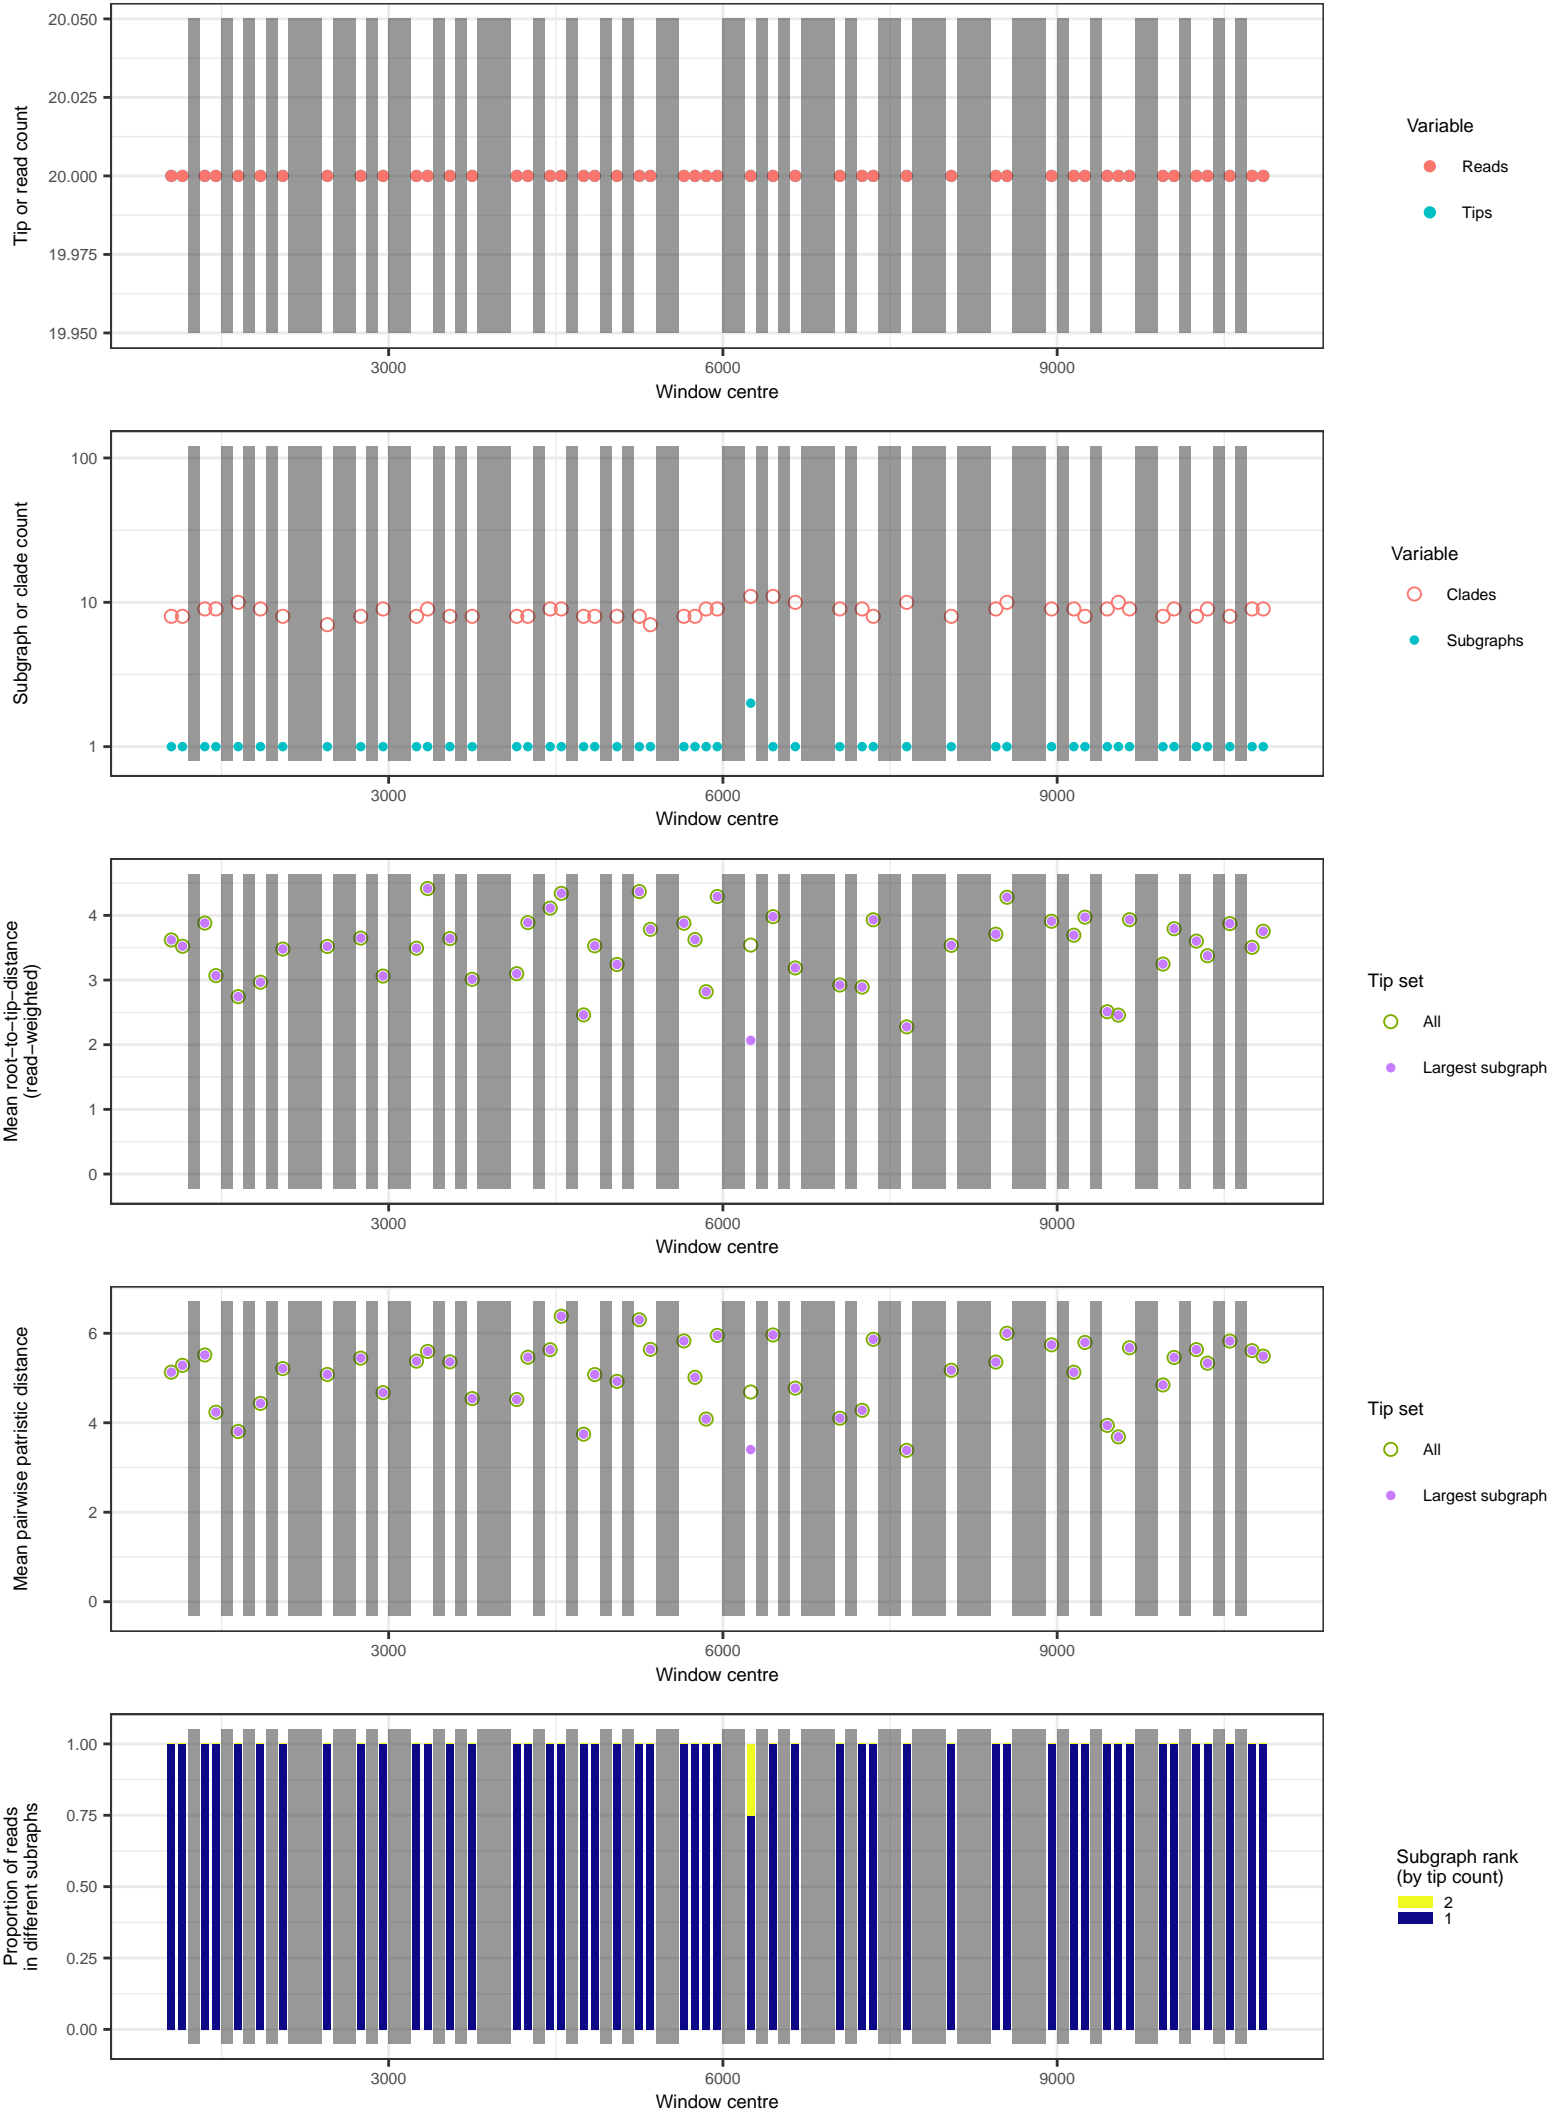 20.050
20.025
20.000
19.975
19.950
Tip or read count
3000
6000
9000
Window centre
Variable
Reads
Tips
100
10
1
Subgraph or clade count
3000
6000
9000
Window centre
Variable
Clades
Subgraphs
4
3
2
1
0
Mean root−to−tip−distance
(read−weighted)
3000
6000
9000
Window centre
Tip set
All
Largest subgraph
6
4
2
0
Mean pairwise patristic distance
3000
6000
9000
Window centre
Tip set
All
Largest subgraph
1.00
0.75
0.50
0.25
0.00
Proportion of reads
in different subraphs
3000
6000
9000
Window centre
Subgraph rank
(by tip count)
2
1